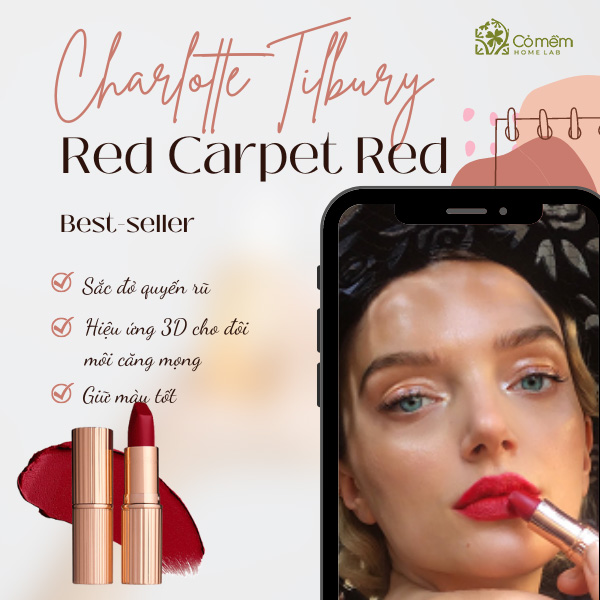 Cỏ mềm
HOME LAB
Charlotte Tilbury
Red Carpet Red
Best-seller
Sắc đỏ quyến rũ
Hiệu ứng 3D cho đôi
môi căng mọng
Giữ màu tốt